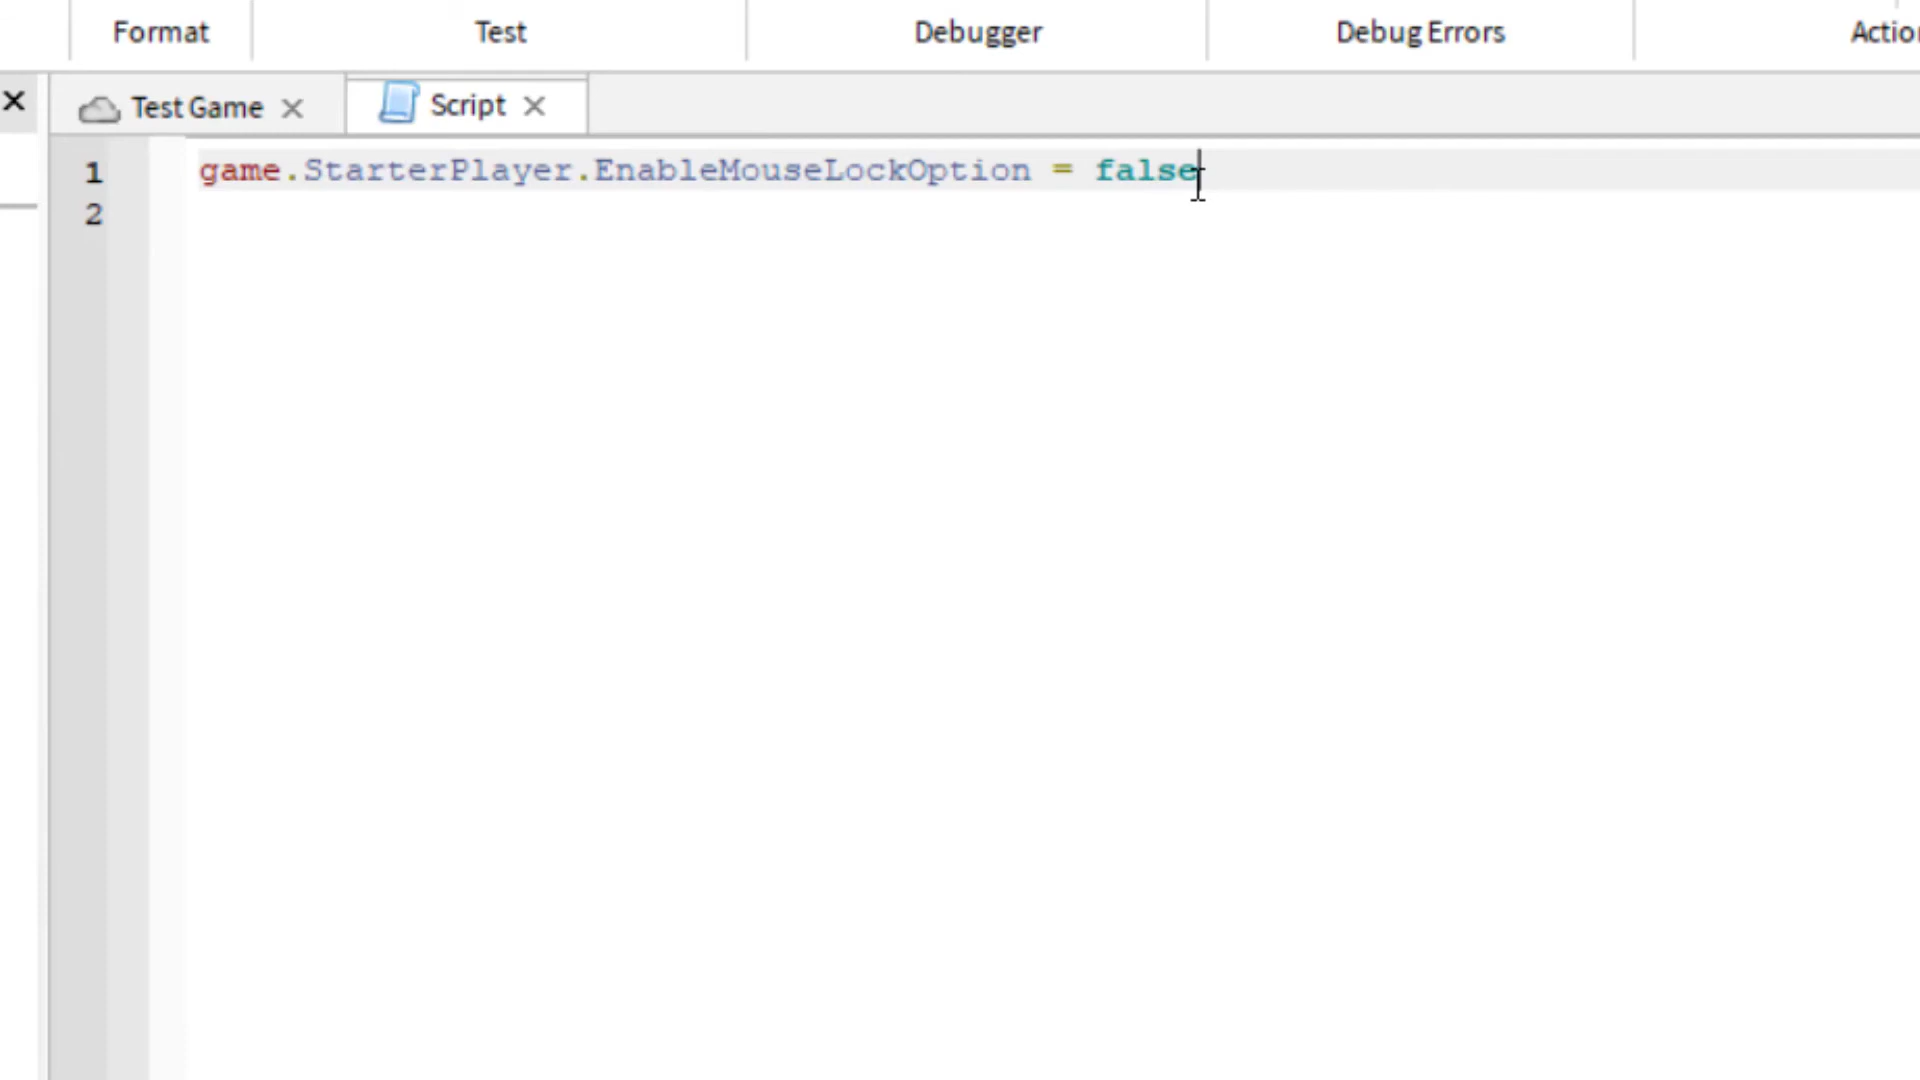 Format Test Debugger Debug Errors
Test Game Script
1 game.StarterPlayer.EnableMouseLockOption = false
2